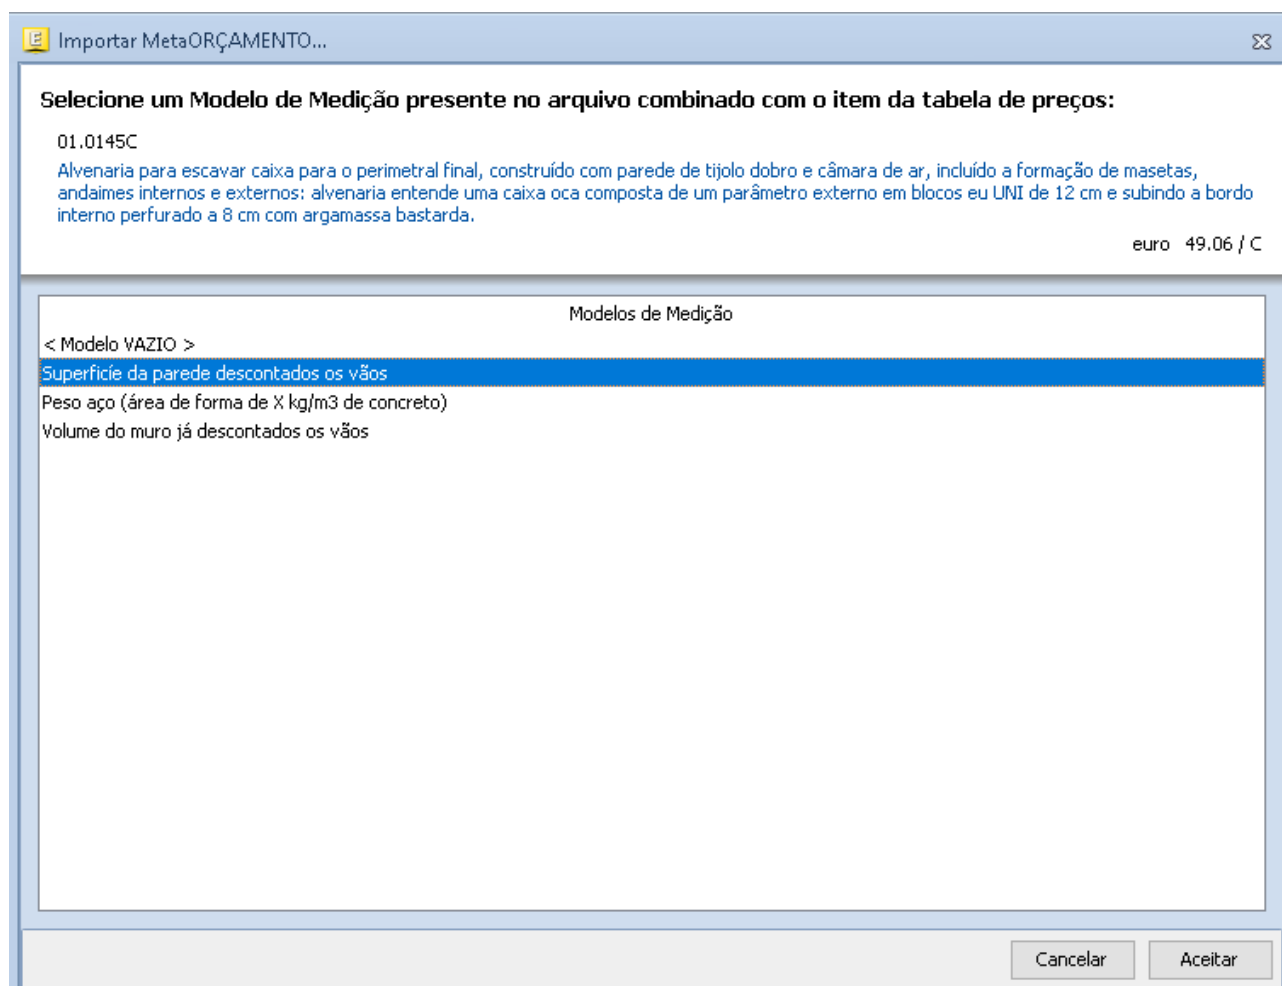 Importar MetaORÇAMENTO...
Selecione um Modelo de Medição presente no arquivo combinado com o item da tabela de preços:
01.0145C
Alvenaria para escavar caixa para o perimetral final, construído com parede de tijolo dobro e câmara de ar, incluído a formação de masetas,
andaimes internos e externos: alvenaria entende uma caixa oca composta de um parâmetro externo em blocos eu UNI de 12 cm e subindo a bordo
interno perfurado a 8 cm com argamassa bastarda.
euro 49.06 / C
Modelos de Medição
< Modelo VAZIO >
Superficíe da parede descontados os vãos
Peso aço (área de forma de X kg/m3 de concreto)
Volume do muro já descontados os vãos
Cancelar Aceitar